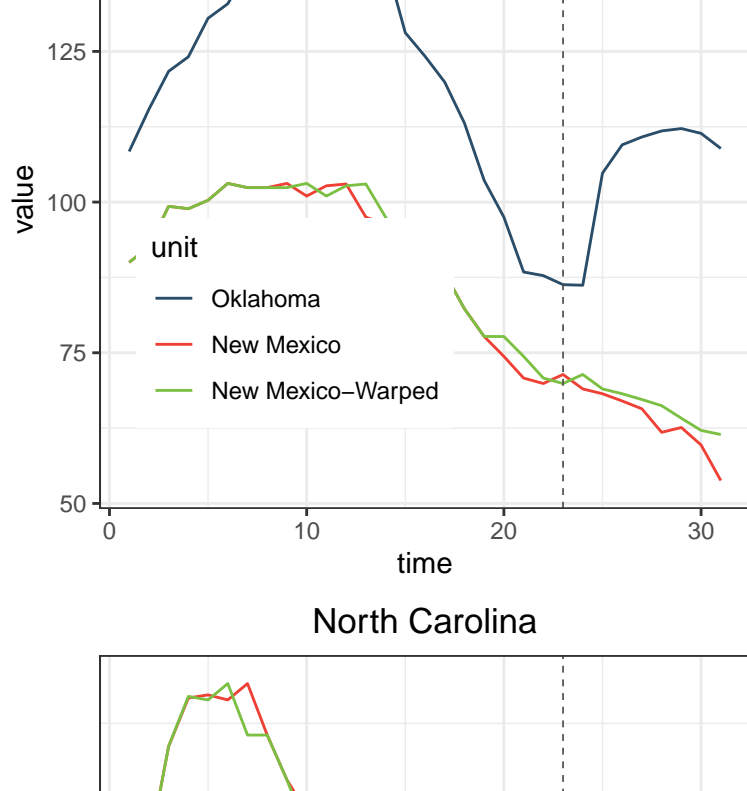 125
100
75
50
value
unit
Oklahoma
New Mexico
New Mexico–Warped
0 10 20 30
time
North Carolina